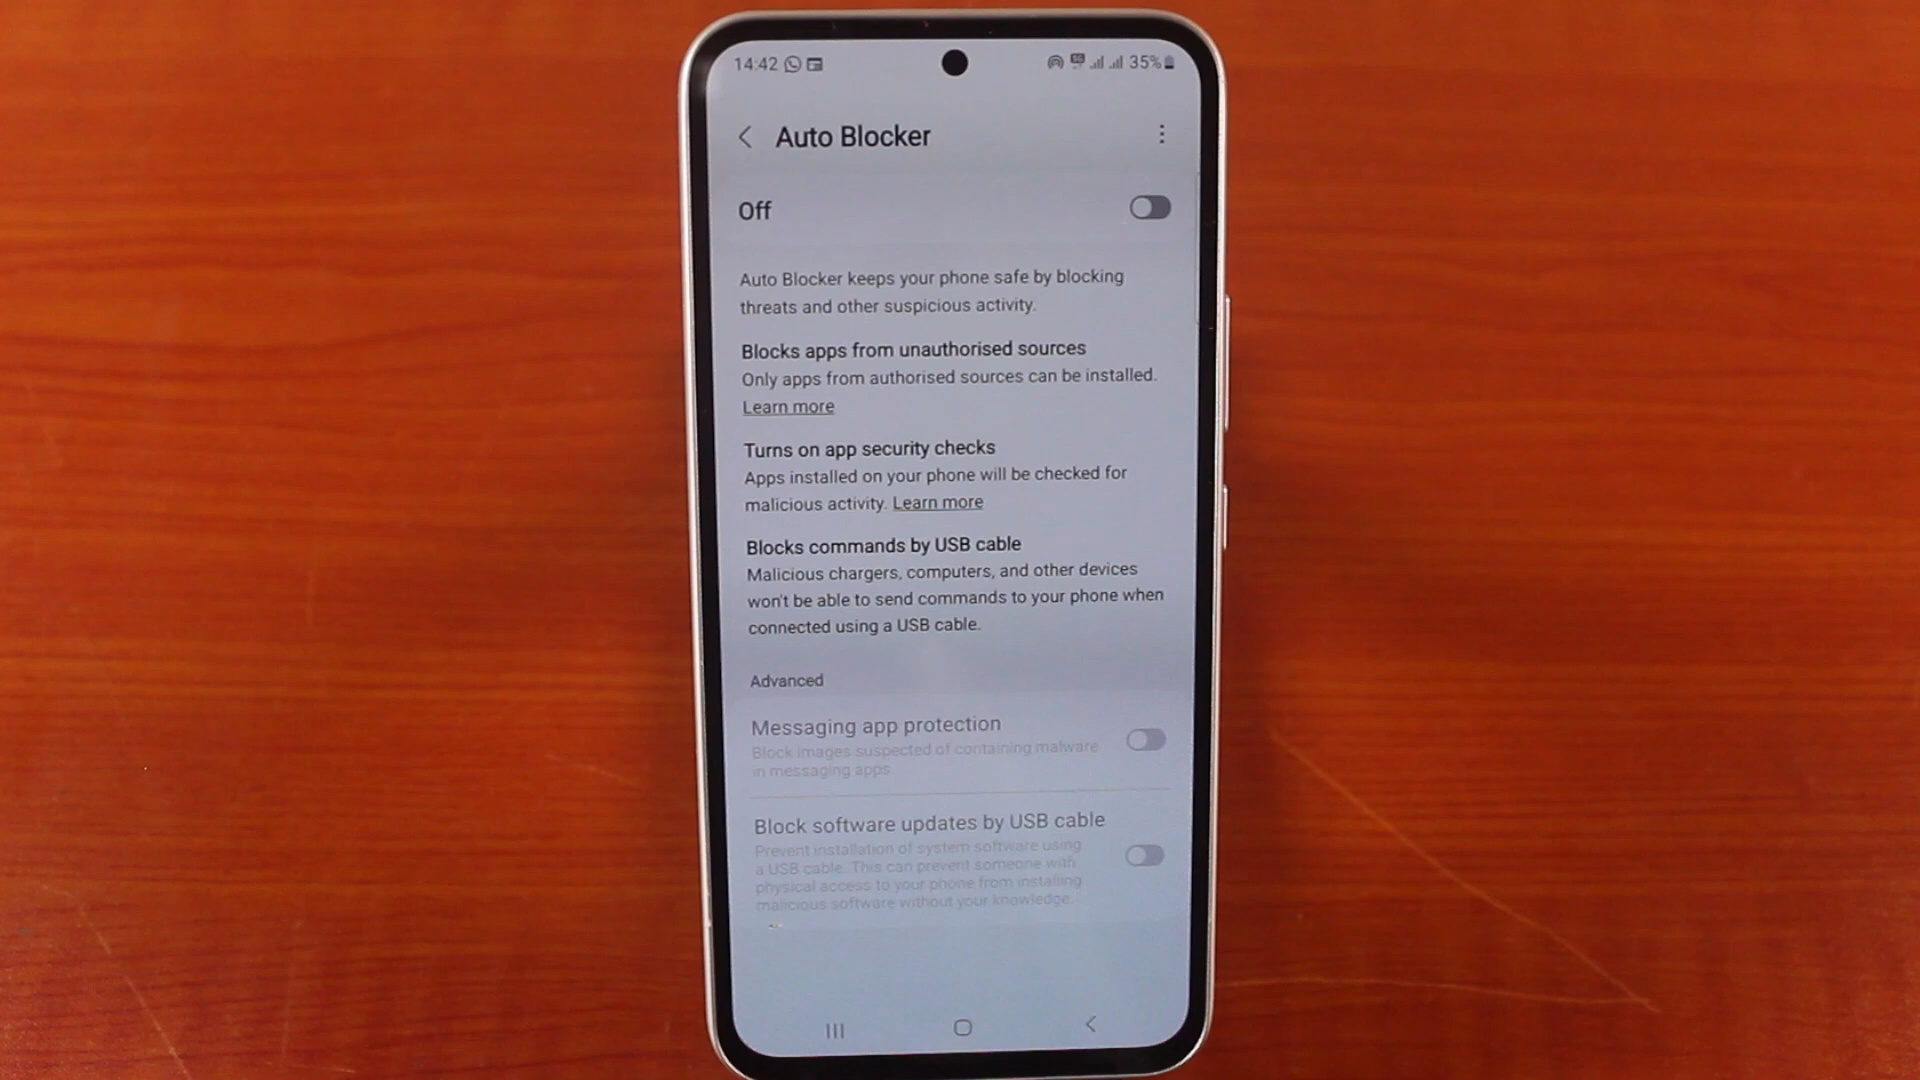 14:42 35%
Auto Blocker
Off
Auto Blocker keeps your phone safe by blocking
threats and other suspicious activity.
Blocks apps from unauthorised sources
Only apps from authorised sources can be installed.
Learn more
Turns on app security checks
Apps installed on your phone will be checked for
malicious activity. Learn more
Blocks commands by USB cable
Malicious chargers, computers, and other devices
won't be able to send commands to your phone when
connected using a USB cable.
Advanced
Messaging app protection
Block images suspected of containing malware
in messaging apps.
Block software updates by USB cable
Prevent installation of system software using
a USB cable. This can prevent someone with
physical access to your phone from installing
malicious software without your knowledge.